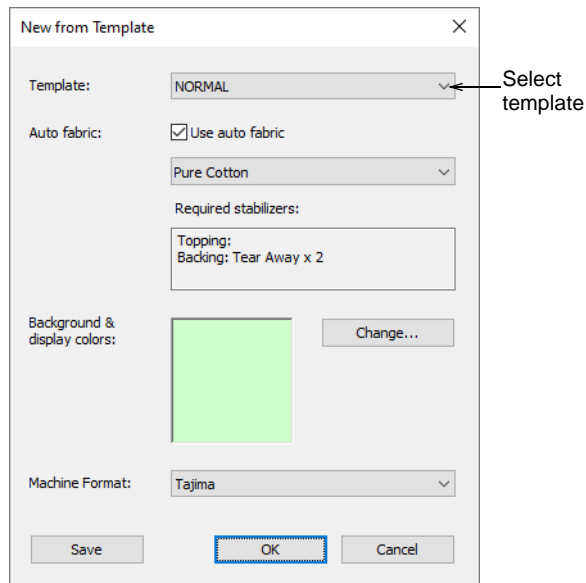 New from Template
Template:
NORMAL
Select
template
Auto fabric:
Use auto fabric
Pure Cotton
Required stabilizers:
Topping:
Backing: Tear Away x 2
Background &
display colors:
Change...
Machine Format:
Tajima
Save
OK
Cancel